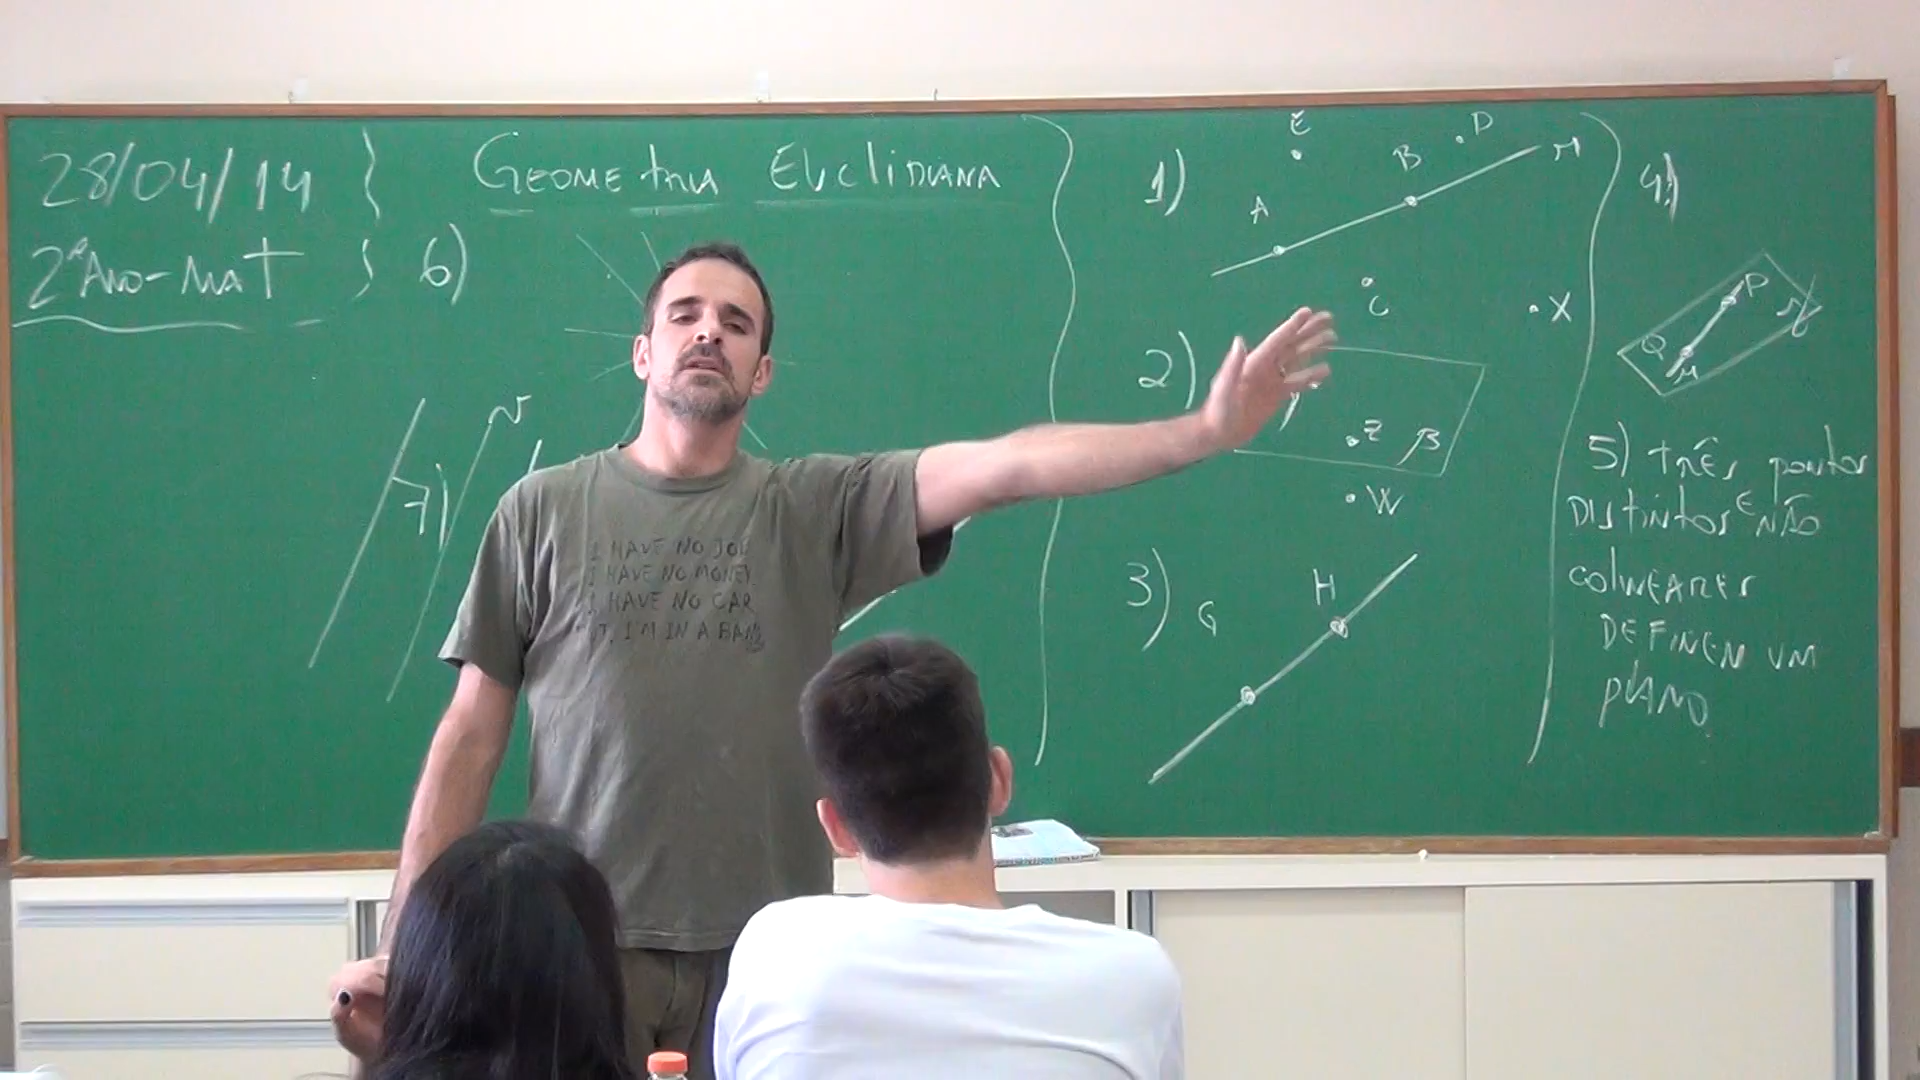 28/04/14
2º Ano - Mat
Geometria Euclidiana
6)
7)
1)
E
D
B
A
C
X
2)
Z β
W
3)
G
H
4)
P
Q
5) três pontos
distintos e não
colineares
definem um
plano
I HAVE NO JOB
I HAVE NO MONEY
I HAVE NO CAR
I'M IN A BAND